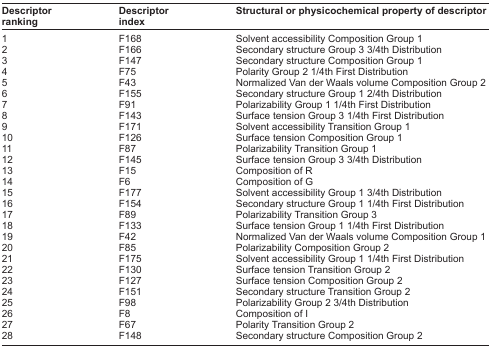 Descriptor Descriptor Structural or physicochemical property of descriptor
ranking index
1 F168 Solvent accessibility Composition Group 1
2 F166 Secondary structure Group 3 3/4th Distribution
3 F147 Secondary structure Composition Group 1
4 F75 Polarity Group 2 1/4th First Distribution
5 F43 Normalized Van der Waals volume Composition Group 2
6 F155 Secondary structure Group 1 2/4th Distribution
7 F91 Polarizability Group 1 1/4th First Distribution
8 F143 Surface tension Group 3 1/4th First Distribution
9 F171 Solvent accessibility Transition Group 1
10 F126 Surface tension Composition Group 1
11 F87 Polarizability Transition Group 1
12 F145 Surface tension Group 3 3/4th Distribution
13 F15 Composition of R
14 F6 Composition of G
15 F177 Solvent accessibility Group 1 3/4th Distribution
16 F154 Secondary structure Group 1 1/4th First Distribution
17 F89 Polarizability Transition Group 3
18 F133 Surface tension Group 1 1/4th First Distribution
19 F42 Normalized Van der Waals volume Composition Group 1
20 F85 Polarizability Composition Group 2
21 F175 Solvent accessibility Group 1 1/4th First Distribution
22 F130 Surface tension Transition Group 2
23 F127 Surface tension Composition Group 2
24 F151 Secondary structure Transition Group 2
25 F98 Polarizability Group 2 3/4th Distribution
26 F8 Composition of I
27 F67 Polarity Transition Group 2
28 F148 Secondary structure Composition Group 2